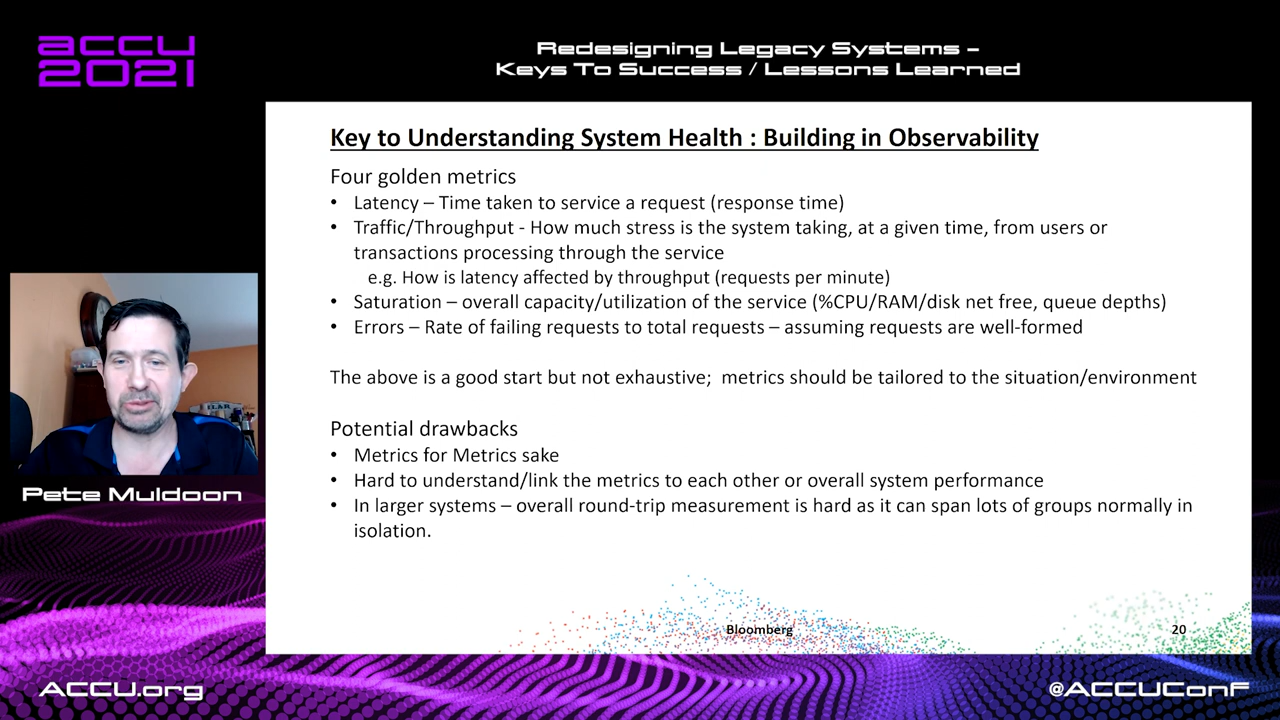 accu
2021
Redesigning Legacy Systems –
Keys To Success / Lessons Learned
Key to Understanding System Health : Building in Observability
Four golden metrics
• Latency – Time taken to service a request (response time)
• Traffic/Throughput - How much stress is the system taking, at a given time, from users or
transactions processing through the service
e.g. How is latency affected by throughput (requests per minute)
• Saturation – overall capacity/utilization of the service (%CPU/RAM/disk net free, queue depths)
• Errors – Rate of failing requests to total requests – assuming requests are well-formed
The above is a good start but not exhaustive;  metrics should be tailored to the situation/environment
Potential drawbacks
• Metrics for Metrics sake
• Hard to understand/link the metrics to each other or overall system performance
• In larger systems – overall round-trip measurement is hard as it can span lots of groups normally in
isolation.
Bloomberg
20
Pete Muldoon
ACCU.org
@ACCUConf